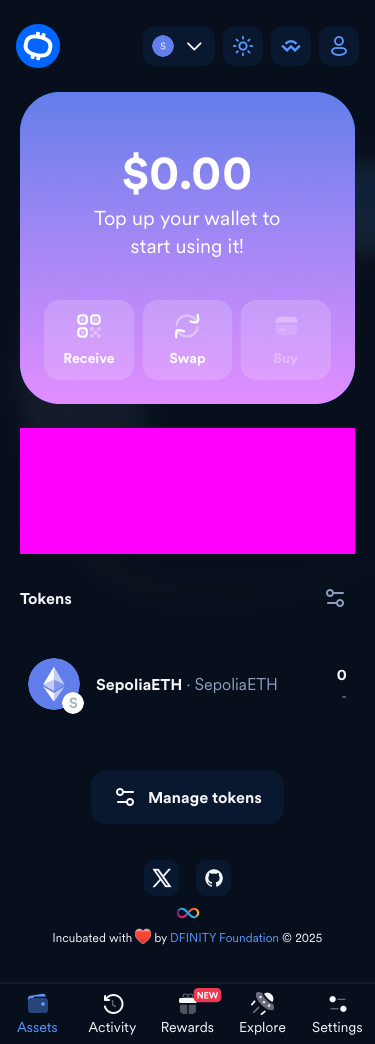 S
$0.00
Top up your wallet to
start using it!
Receive
Swap
Buy
Tokens
SepoliaETH · SepoliaETH
0
S
-
Manage tokens
Incubated with ❤️ by DFINITY Foundation © 2025
NEW
Assets
Activity
Rewards
Explore
Settings